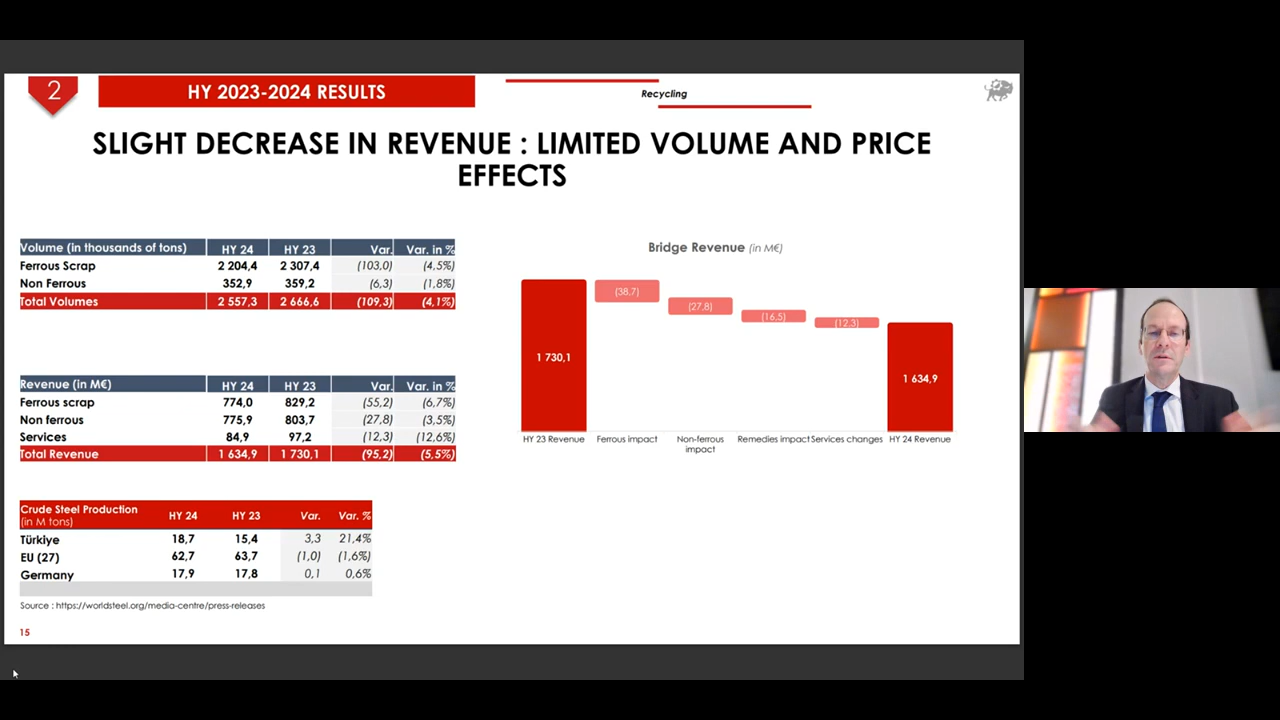 2
HY 2023-2024 RESULTS
Recycling
SLIGHT DECREASE IN REVENUE : LIMITED VOLUME AND PRICE
EFFECTS
Volume (in thousands of tons) HY 24 HY 23 Var. Var. in %
Ferrous Scrap 2 204,4 2 307,4 (103,0) (4,5%)
Non Ferrous 352,9 359,2 (6,3) (1,8%)
Total Volumes 2 557,3 2 666,6 (109,3) (4,1%)
Revenue (in M€) HY 24 HY 23 Var. Var. in %
Ferrous scrap 774,0 829,2 (55,2) (6,7%)
Non ferrous 775,9 803,7 (27,8) (3,5%)
Services 84,9 97,2 (12,3) (12,6%)
Total Revenue 1 634,9 1 730,1 (95,2) (5,5%)
Crude Steel Production
(in M tons) HY 24 HY 23 Var. Var. %
Türkiye 18,7 15,4 3,3 21,4%
EU (27) 62,7 63,7 (1,0) (1,6%)
Germany 17,9 17,8 0,1 0,6%
Source : https://worldsteel.org/media-centre/press-releases
15
Bridge Revenue (in M€)
(38,7)
(27,8)
(16,5)
(12,3)
1 730,1
1 634,9
HY 23 Revenue Ferrous impact Non-ferrous Remedies impact Services changes HY 24 Revenue
impact